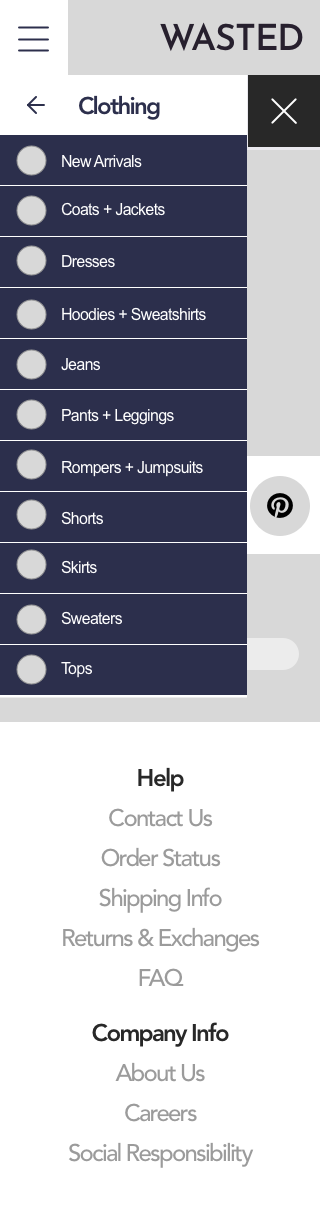 WASTED
Clothing
New Arrivals
Coats + Jackets
Dresses
Hoodies + Sweatshirts
Jeans
Pants + Leggings
Rompers + Jumpsuits
Shorts
Skirts
Sweaters
Tops
Help
Contact Us
Order Status
Shipping Info
Returns & Exchanges
FAQ
Company Info
About Us
Careers
Social Responsibility